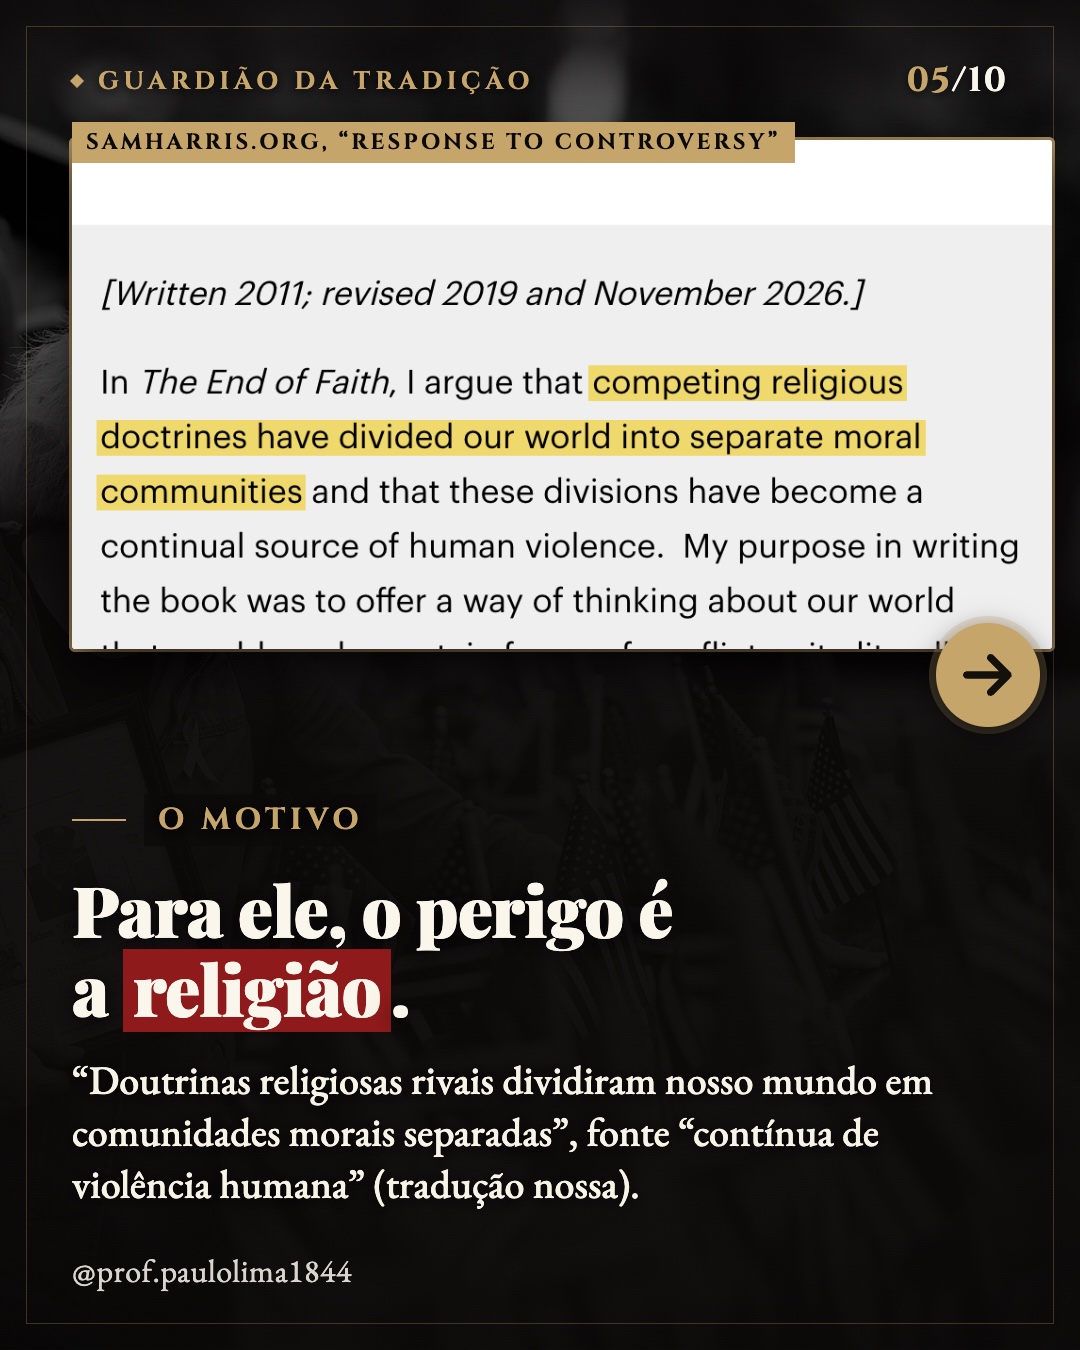 ◆ GUARDIÃO DA TRADIÇÃO
05/10
SAMHARRIS.ORG, “RESPONSE TO CONTROVERSY”
[Written 2011; revised 2019 and November 2026.]
In The End of Faith, I argue that competing religious
doctrines have divided our world into separate moral
communities and that these divisions have become a
continual source of human violence. My purpose in writing
the book was to offer a way of thinking about our world
O MOTIVO
Para ele, o perigo é
a religião.
“Doutrinas religiosas rivais dividiram nosso mundo em
comunidades morais separadas”, fonte “contínua de
violência humana” (tradução nossa).
@prof.paulolima1844